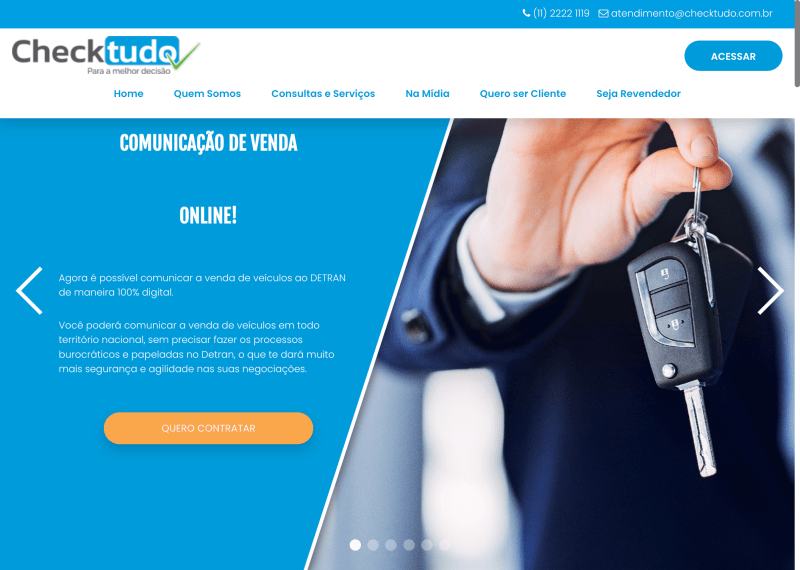 (11) 2222 1119 atendimento@checktudo.com.br
Checktudo
Para a melhor decisão
ACESSAR
Home Quem Somos Consultas e Serviços Na Mídia Quero ser Cliente Seja Revendedor
COMUNICAÇÃO DE VENDA
ONLINE!
Agora é possível comunicar a venda de veículos ao DETRAN
de maneira 100% digital.
Você poderá comunicar a venda de veículos em todo
território nacional, sem precisar fazer os processos
burocráticos e papeladas no Detran, o que te dará muito
mais segurança e agilidade nas suas negociações.
QUERO CONTRATAR